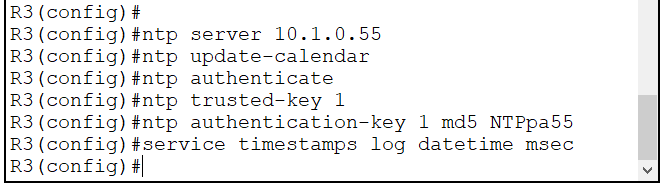 R3(config)#
R3(config)#ntp server 10.1.0.55
R3(config)#ntp update-calendar
R3(config)#ntp authenticate
R3(config)#ntp trusted-key 1
R3(config)#ntp authentication-key 1 md5 NTPpa55
R3(config)#service timestamps log datetime msec
R3(config)#